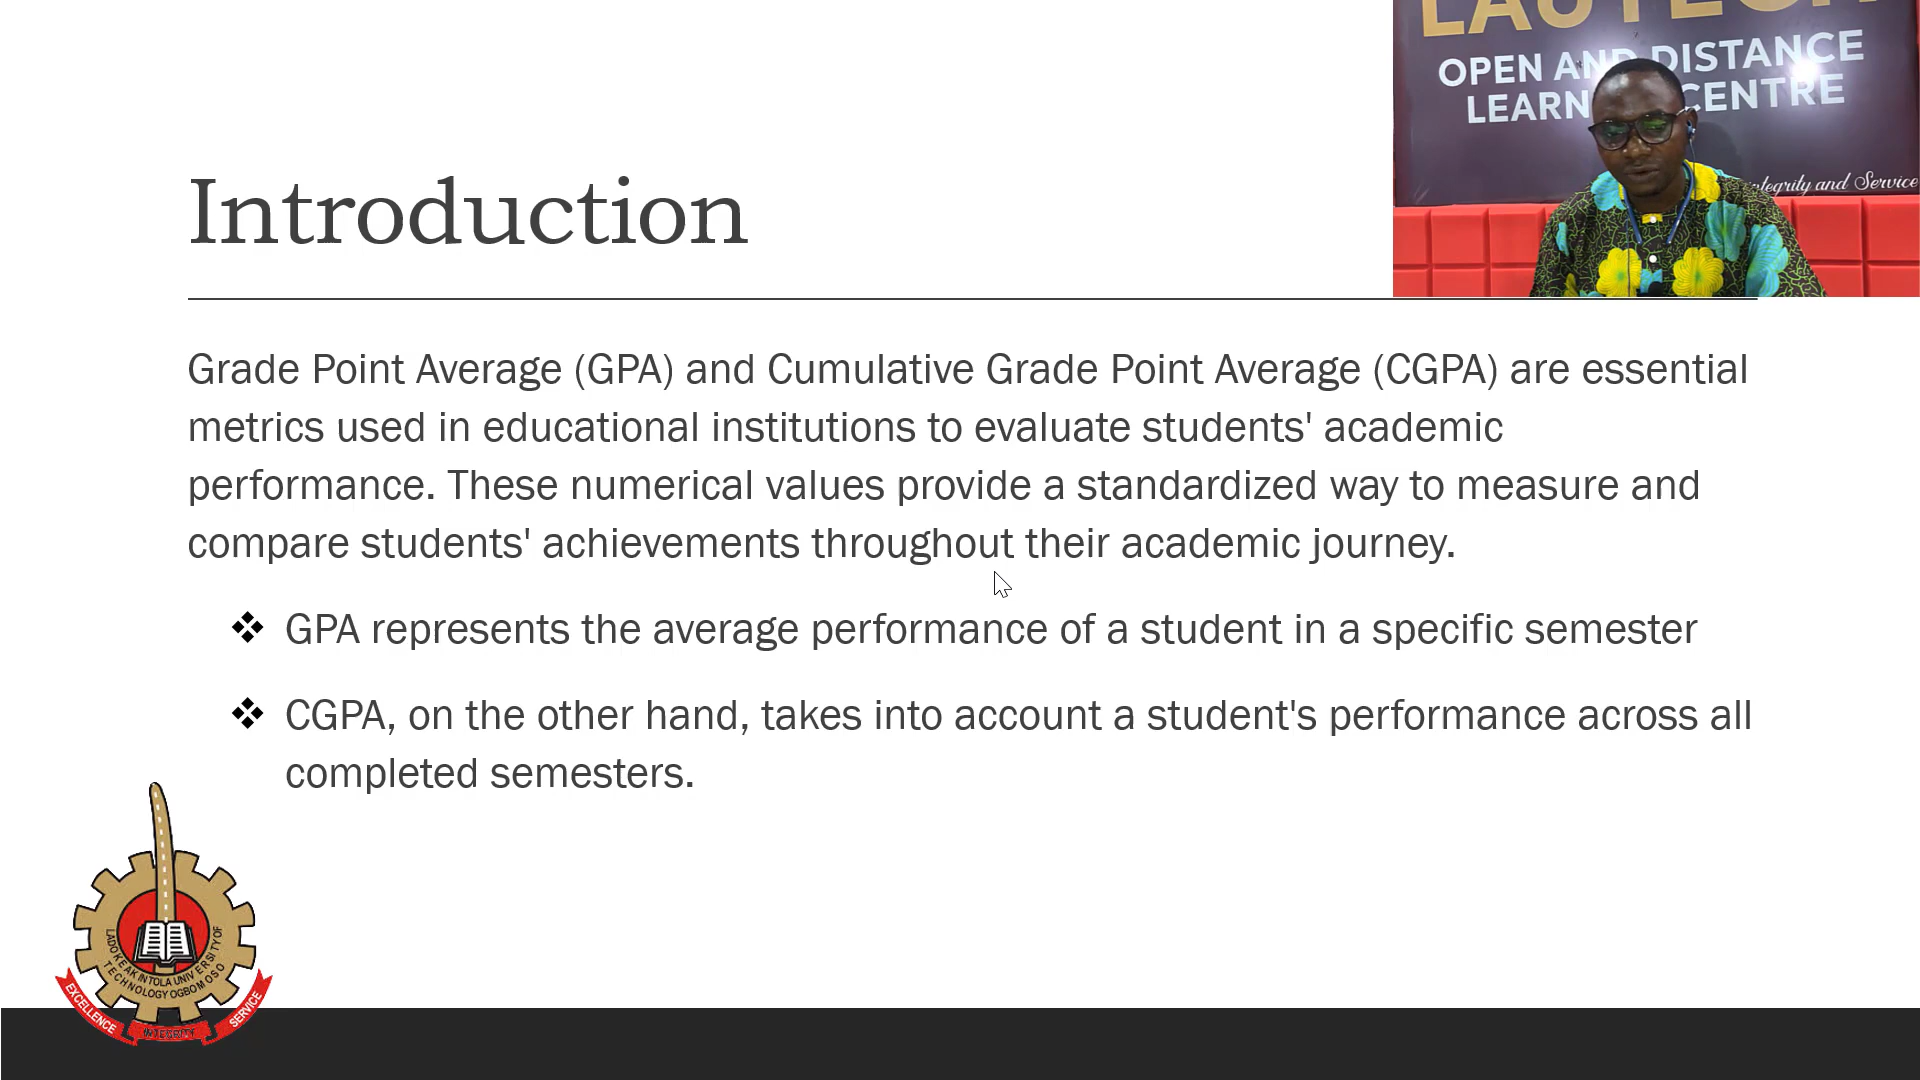 LAUTECH
OPEN AND DISTANCE
LEARN CENTRE
Integrity and Service
Introduction
Grade Point Average (GPA) and Cumulative Grade Point Average (CGPA) are essential
metrics used in educational institutions to evaluate students' academic
performance. These numerical values provide a standardized way to measure and
compare students' achievements throughout their academic journey.
❖ GPA represents the average performance of a student in a specific semester
❖ CGPA, on the other hand, takes into account a student's performance across all
completed semesters.
LADOKE AKINTOLA UNIVERSITY OF
TECHNOLOGY OGBOMOSO
EXCELLENCE
INTEGRITY
SERVICE